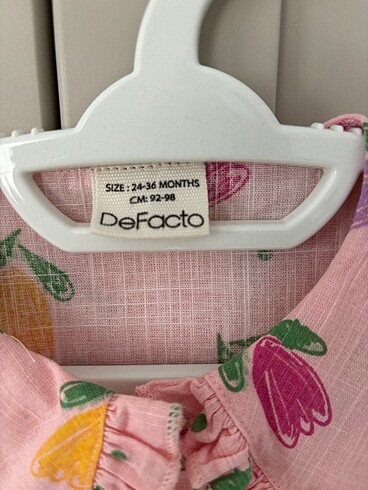 SIZE : 24-36 MONTHS
CM: 92-98
DeFacto